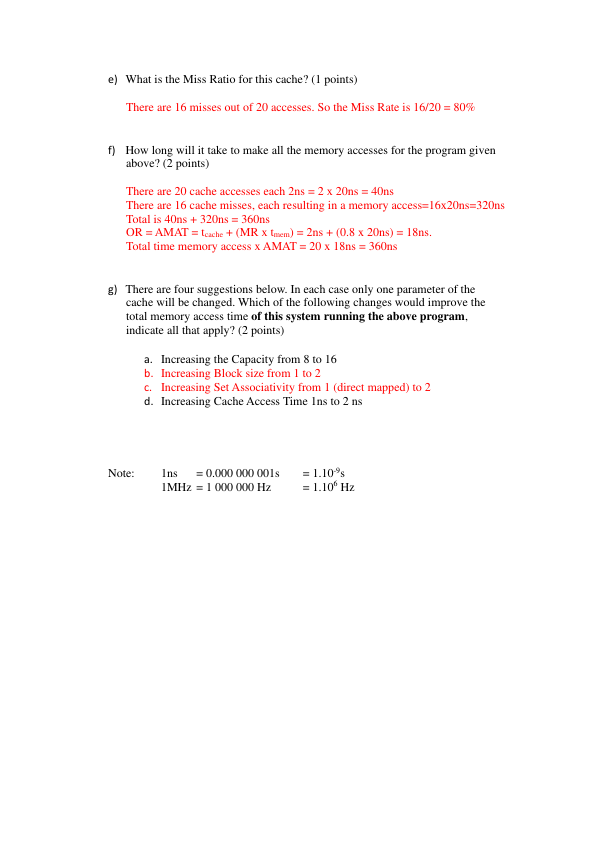 e) What is the Miss Ratio for this cache? (1 points)
There are 16 misses out of 20 accesses. So the Miss Rate is 16/20 = 80%
f) How long will it take to make all the memory accesses for the program given
above? (2 points)
There are 20 cache accesses each 2ns = 2 x 20ns = 40ns
There are 16 cache misses, each resulting in a memory access=16x20ns=320ns
Total is 40ns + 320ns = 360ns
OR = AMAT = tcache + (MR x tmem) = 2ns + (0.8 x 20ns) = 18ns.
Total time memory access x AMAT = 20 x 18ns = 360ns
g) There are four suggestions below. In each case only one parameter of the
cache will be changed. Which of the following changes would improve the
total memory access time of this system running the above program,
indicate all that apply? (2 points)
a. Increasing the Capacity from 8 to 16
b. Increasing Block size from 1 to 2
c. Increasing Set Associativity from 1 (direct mapped) to 2
d. Increasing Cache Access Time 1ns to 2 ns
Note: 1ns = 0.000 000 001s = 1.10-9s
1MHz = 1 000 000 Hz = 1.106 Hz